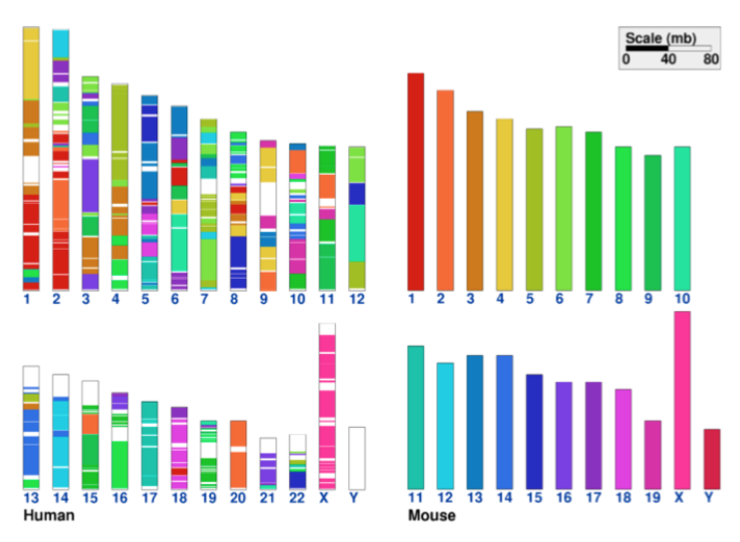 Scale (mb)
0 40 80
1 2 3 4 5 6 7 8 9 10 11 12
1 2 3 4 5 6 7 8 9 10
13 14 15 16 17 18 19 20 21 22 X Y
11 12 13 14 15 16 17 18 19 X Y
Human
Mouse